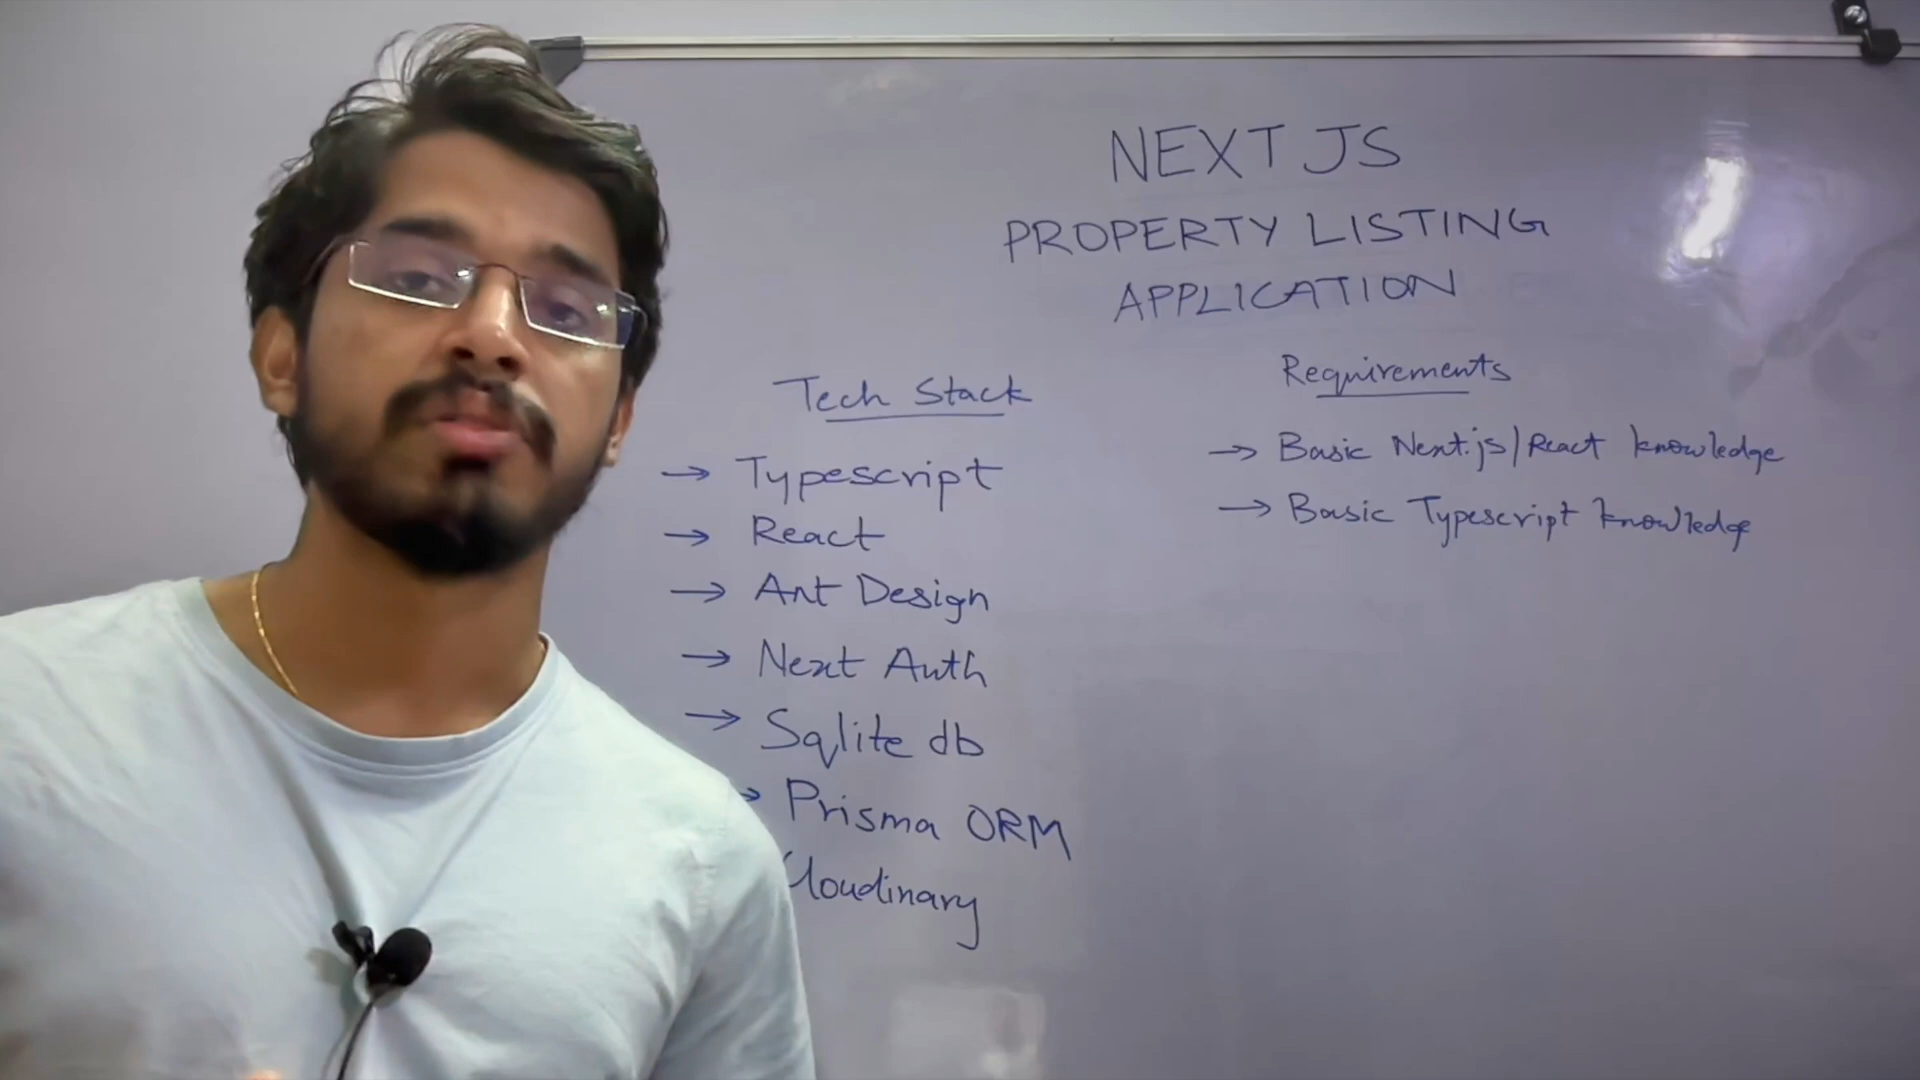 NEXT JS
PROPERTY LISTING
APPLICATION
Tech Stack
→ Typescript
→ React
→ Ant Design
→ Next Auth
→ Sqlite db
→ Prisma ORM
Cloudinary
Requirements
→ Basic Next.js/React knowledge
→ Basic Typescript knowledge